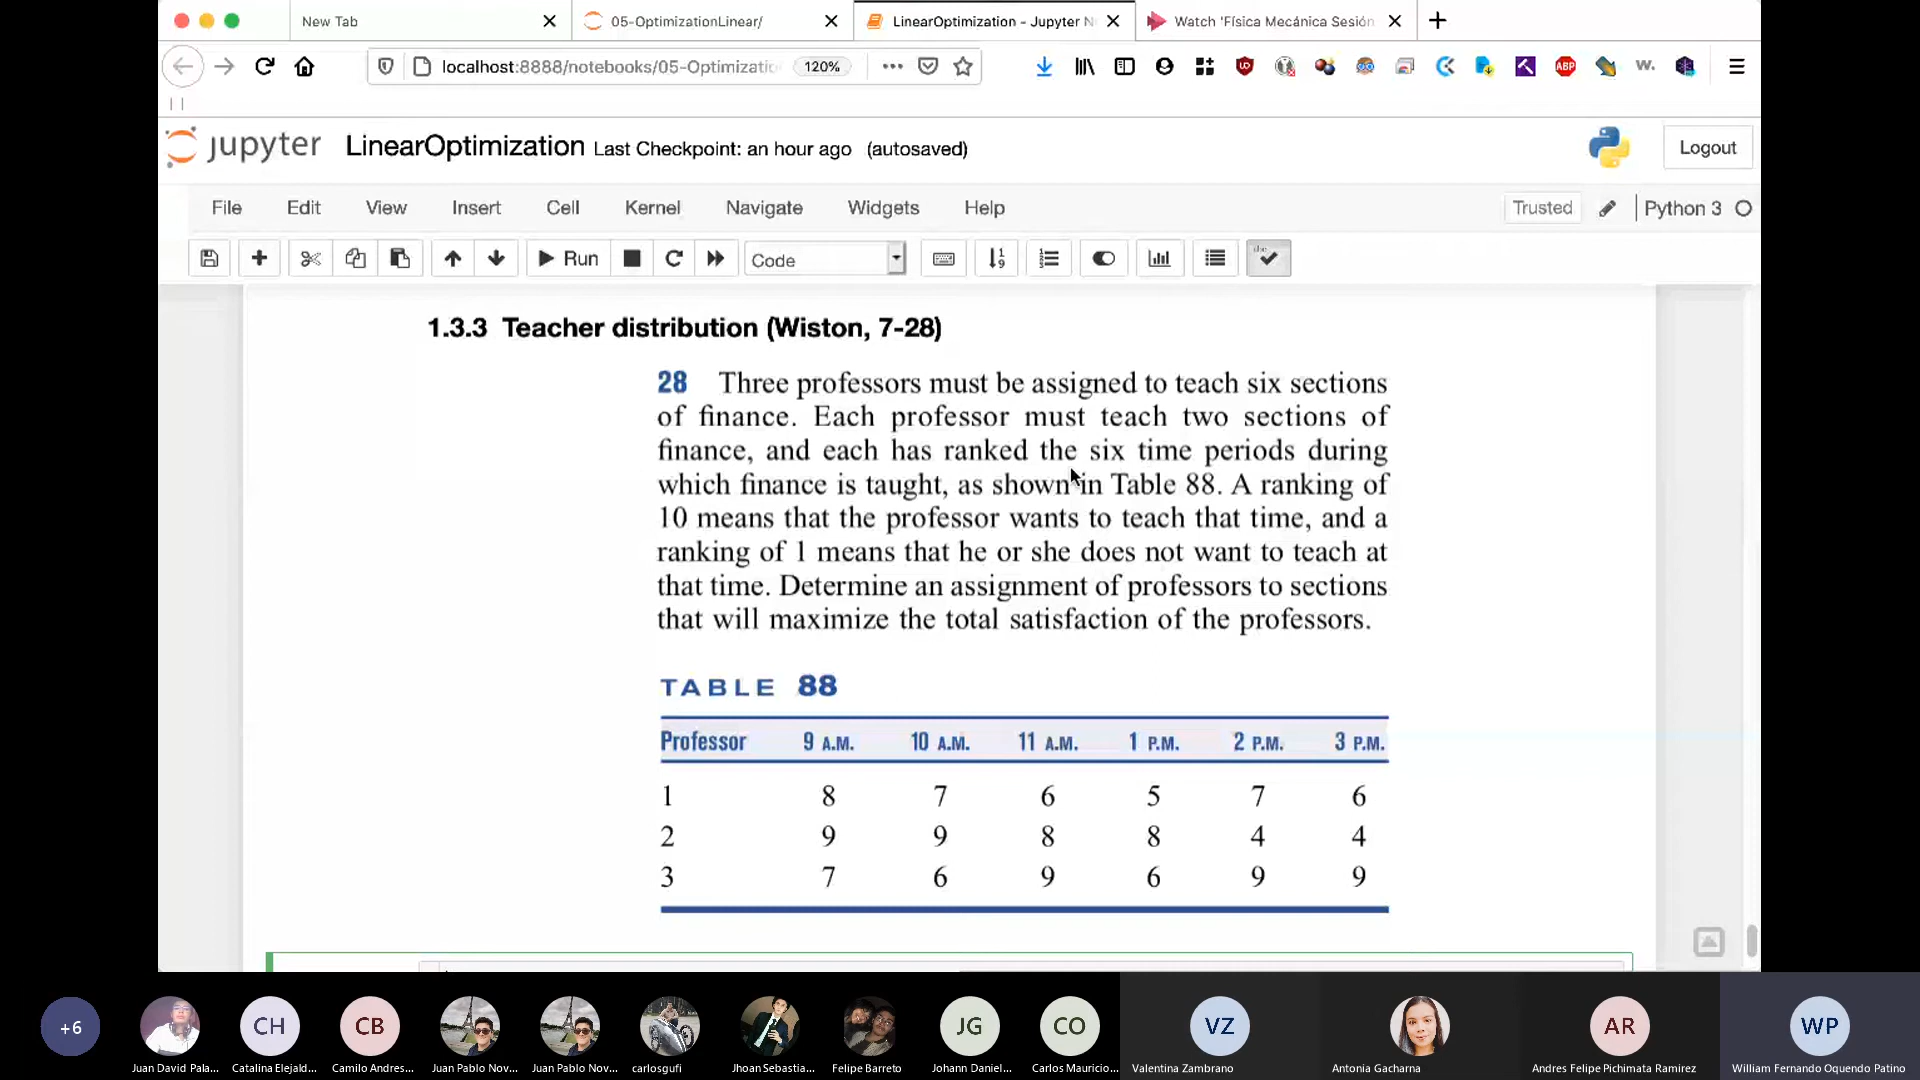 New Tab
05-OptimizationLinear/
LinearOptimization - Jupyter N
Watch 'Física Mecánica Sesión
localhost:8888/notebooks/05-Optimizatio
120%
ABP
w.
jupyter
LinearOptimization Last Checkpoint: an hour ago (autosaved)
Logout
File Edit View Insert Cell Kernel Navigate Widgets Help
Trusted
Python 3
Run
Code
1.3.3 Teacher distribution (Wiston, 7-28)
28 Three professors must be assigned to teach six sections
of finance. Each professor must teach two sections of
finance, and each has ranked the six time periods during
which finance is taught, as shown in Table 88. A ranking of
10 means that the professor wants to teach that time, and a
ranking of 1 means that he or she does not want to teach at
that time. Determine an assignment of professors to sections
that will maximize the total satisfaction of the professors.
TABLE 88
Professor 9 A.M. 10 A.M. 11 A.M. 1 P.M. 2 P.M. 3 P.M.
1 8 7 6 5 7 6
2 9 9 8 8 4 4
3 7 6 9 6 9 9
+6
CH
CB
JG
CO
VZ
AR
WP
Juan David Pala...
Catalina Elejald...
Camilo Andres...
Juan Pablo Nov...
Juan Pablo Nov...
carlosgufi
Jhoan Sebastia...
Felipe Barreto
Johann Daniel...
Carlos Mauricio...
Valentina Zambrano
Antonia Gacharna
Andres Felipe Pichimata Ramirez
William Fernando Oquendo Patino